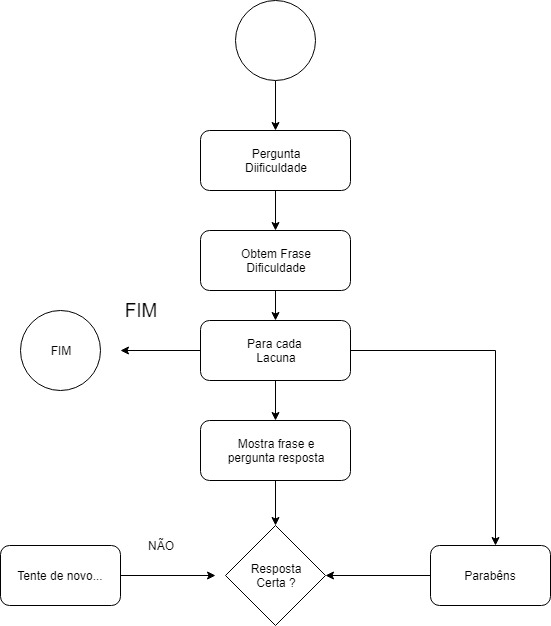 Pergunta
Diificuldade
Obtem Frase
Dificuldade
FIM
FIM
Para cada
Lacuna
Mostra frase e
pergunta resposta
NÃO
Tente de novo...
Resposta
Certa ?
Parabêns